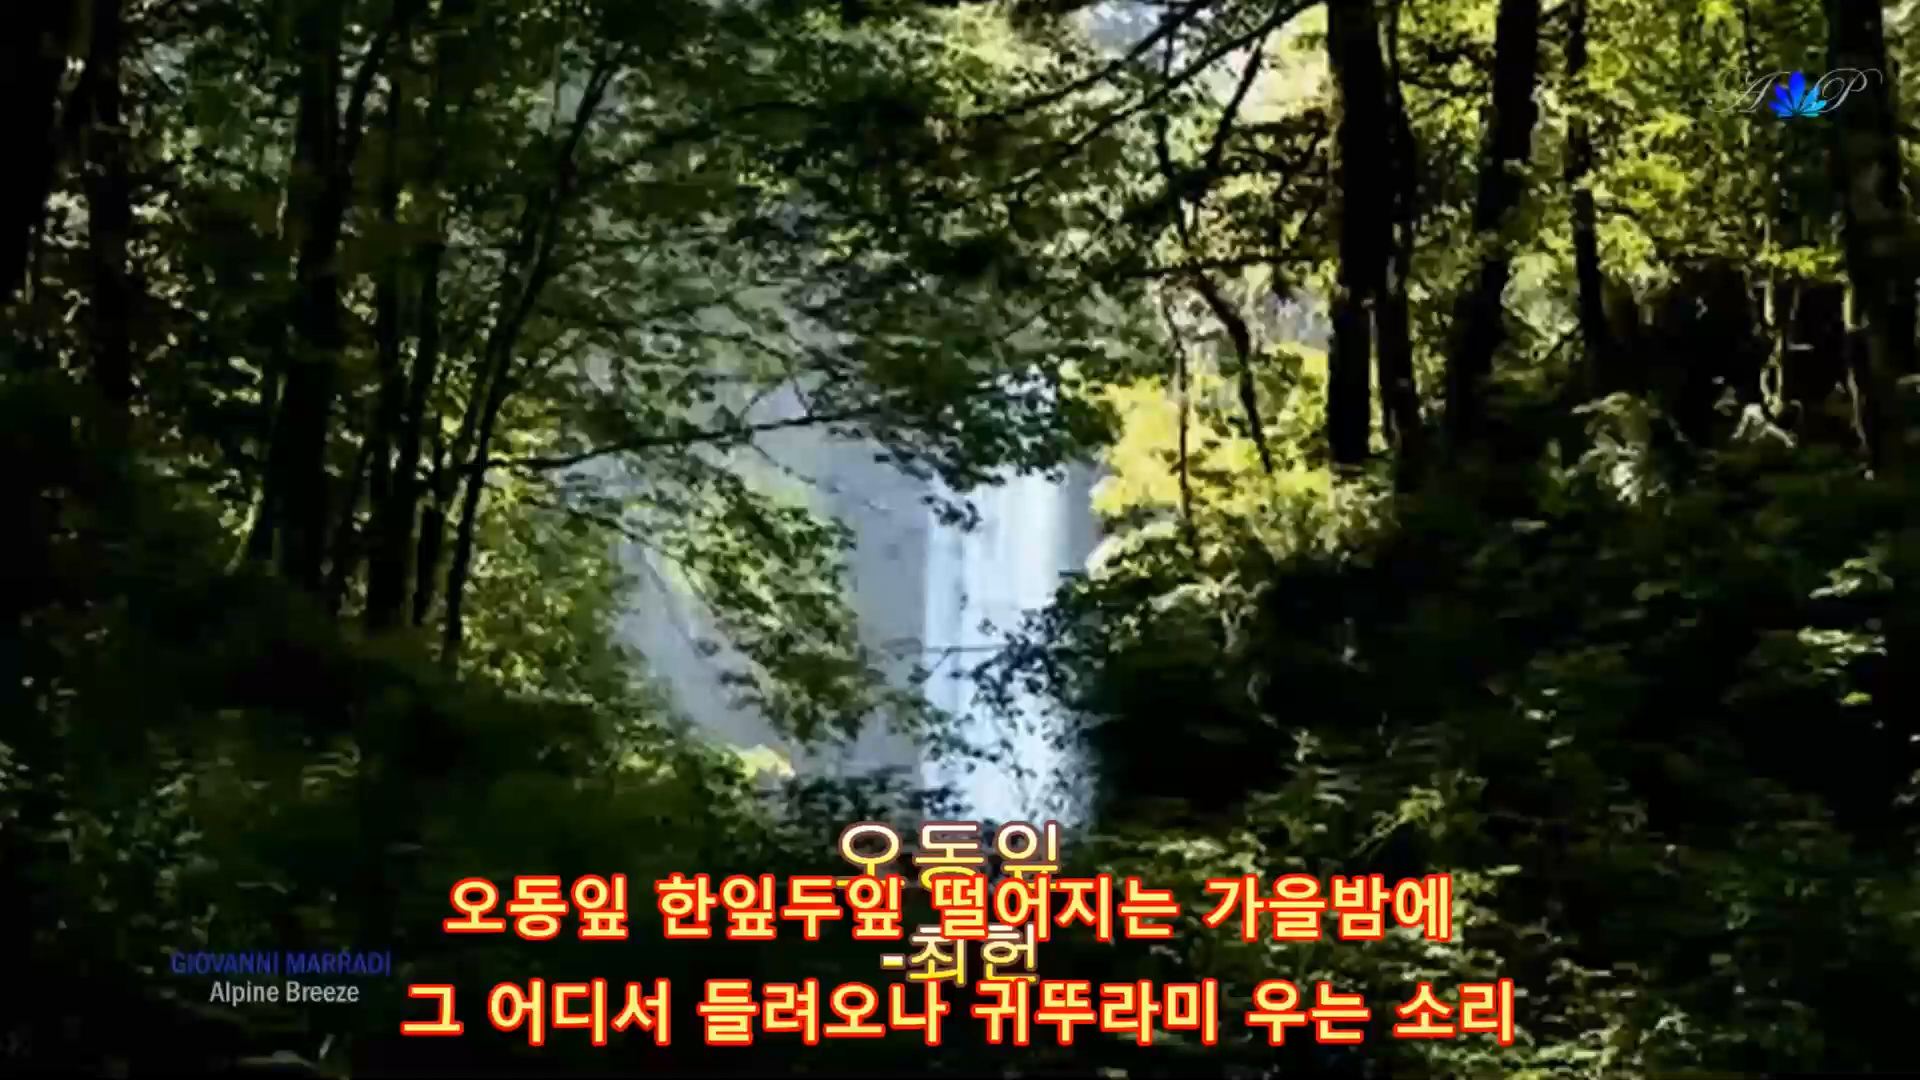 A P
오동잎
오동잎 한잎두잎 떨어지는 가을밤에
-최헌
GIOVANNI MARRADI
Alpine Breeze
그 어디서 들려오나 귀뚜라미 우는 소리